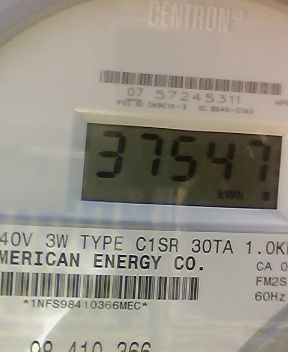 CENTRON®
07 57245311
37547
kWh
40V 3W TYPE C1SR 30TA 1.0K
MERICAN ENERGY CO.
CA 0
FM2S
60Hz
*1NFS98410366MEC*
98 410 366